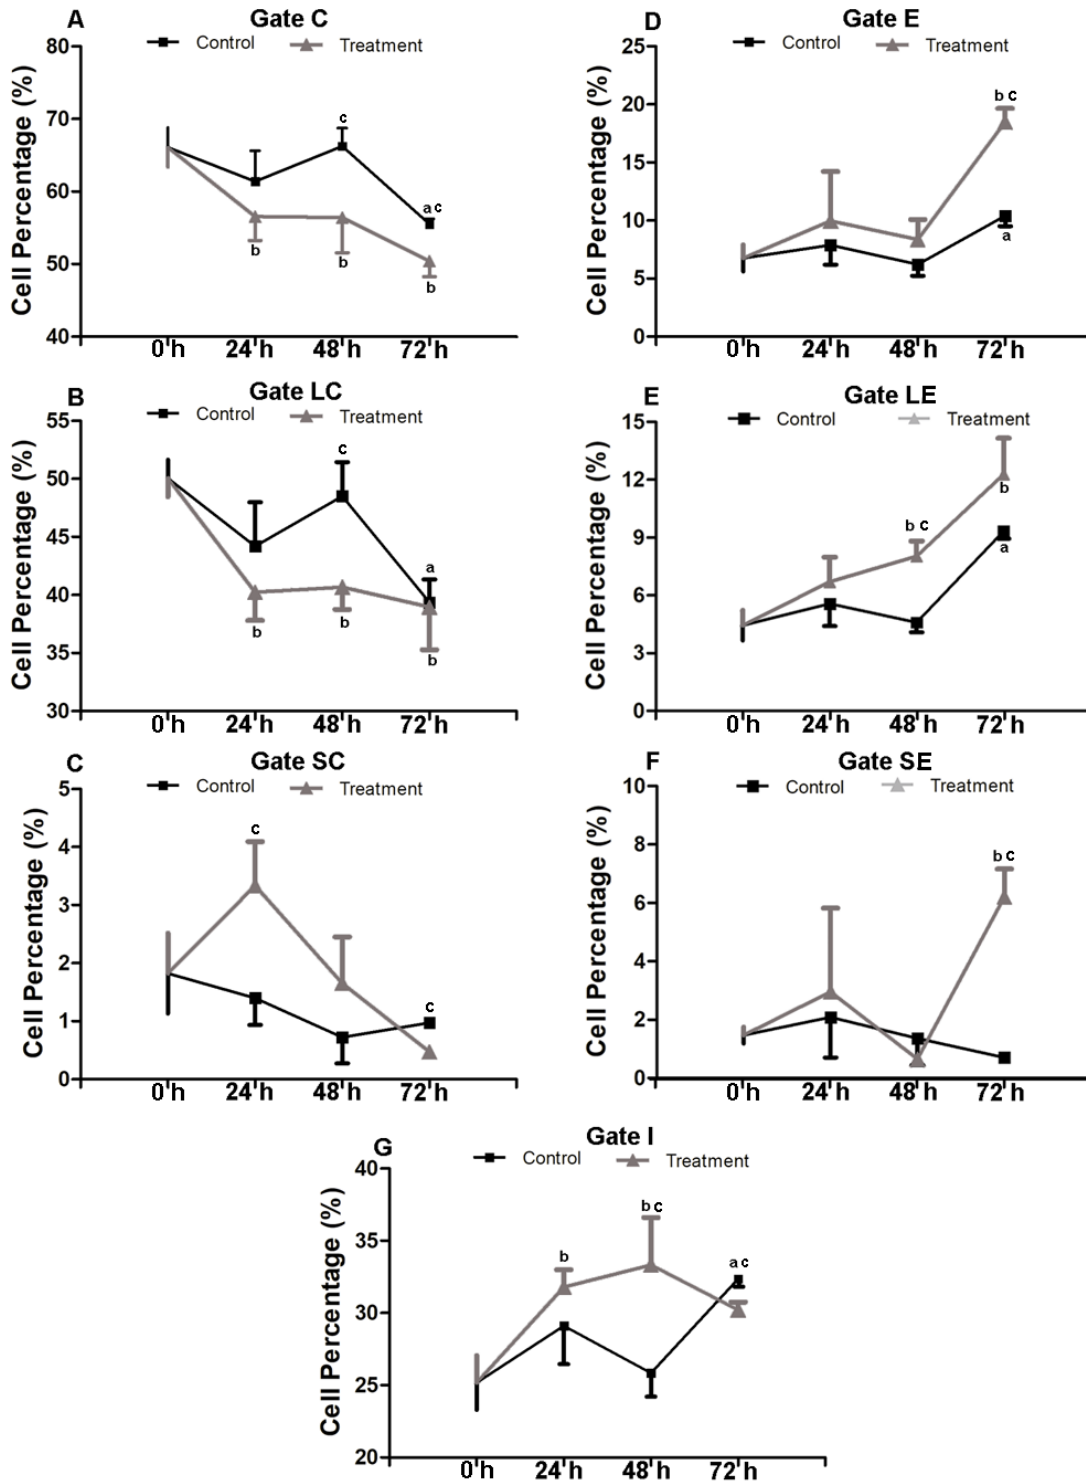 A
Gate C
Control
Treatment
Cell Percentage (%)
80
70
60
50
40
c
a c
b
b
b
0'h
24'h
48'h
72'h
D
Gate E
Control
Treatment
Cell Percentage (%)
25
20
15
10
5
0
b c
a
0'h
24'h
48'h
72'h
B
Gate LC
Control
Treatment
Cell Percentage (%)
55
50
45
40
35
30
c
a
b
b
b
0'h
24'h
48'h
72'h
E
Gate LE
Control
Treatment
Cell Percentage (%)
15
12
9
6
3
0
b c
b
a
0'h
24'h
48'h
72'h
C
Gate SC
Control
Treatment
Cell Percentage (%)
5
4
3
2
1
0
c
c
0'h
24'h
48'h
72'h
F
Gate SE
Control
Treatment
Cell Percentage (%)
10
8
6
4
2
0
b c
0'h
24'h
48'h
72'h
G
Gate I
Control
Treatment
Cell Percentage (%)
40
35
30
25
20
b
b c
a c
0'h
24'h
48'h
72'h